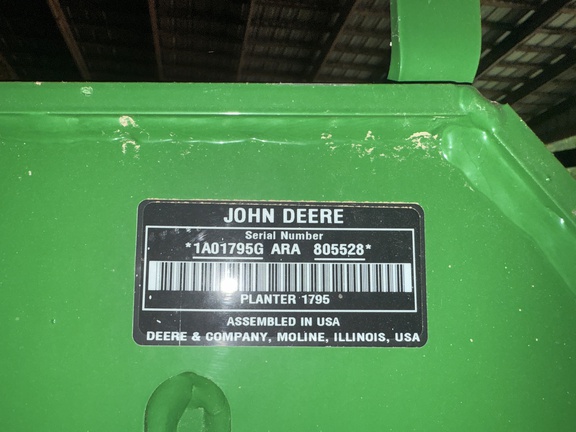 JOHN DEERE
Serial Number
*1A01795G ARA 805528*
PLANTER 1795
ASSEMBLED IN USA
DEERE & COMPANY, MOLINE, ILLINOIS, USA